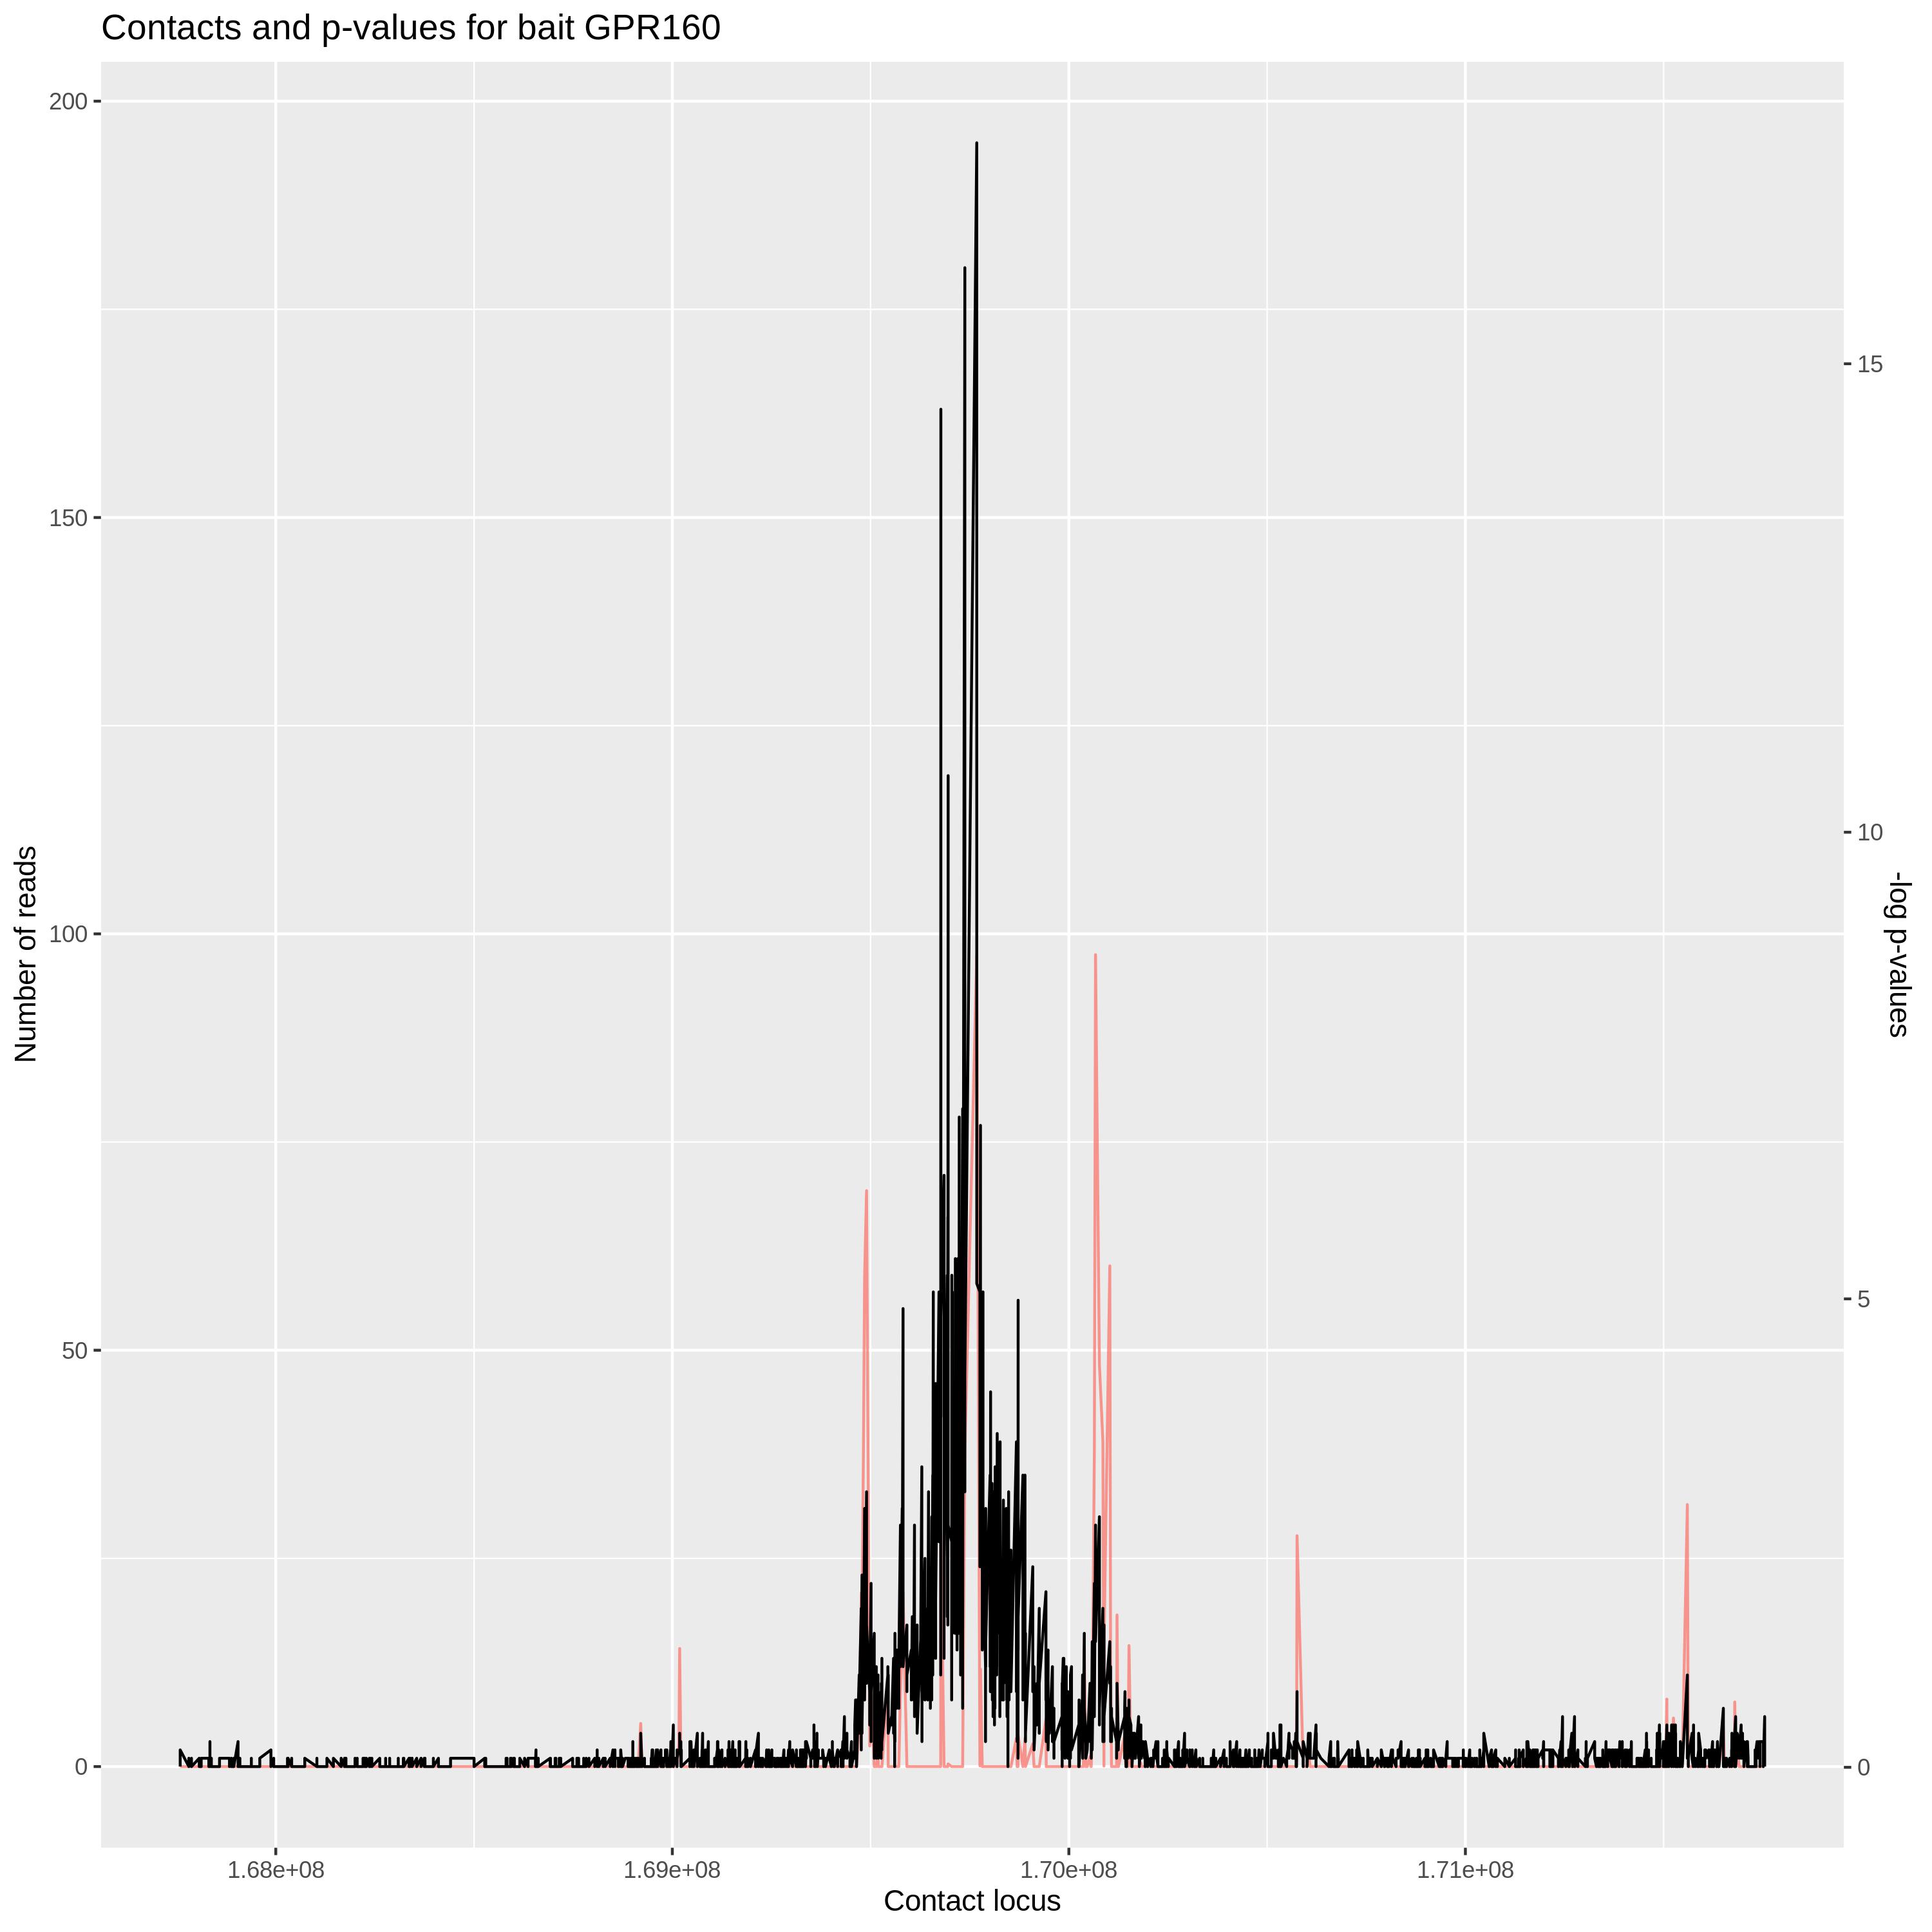 Contacts and p-values for bait GPR160
200
150
100
50
0
Number of reads
15
10
5
0
-log p-values
1.68e+08
1.69e+08
1.70e+08
1.71e+08
Contact locus